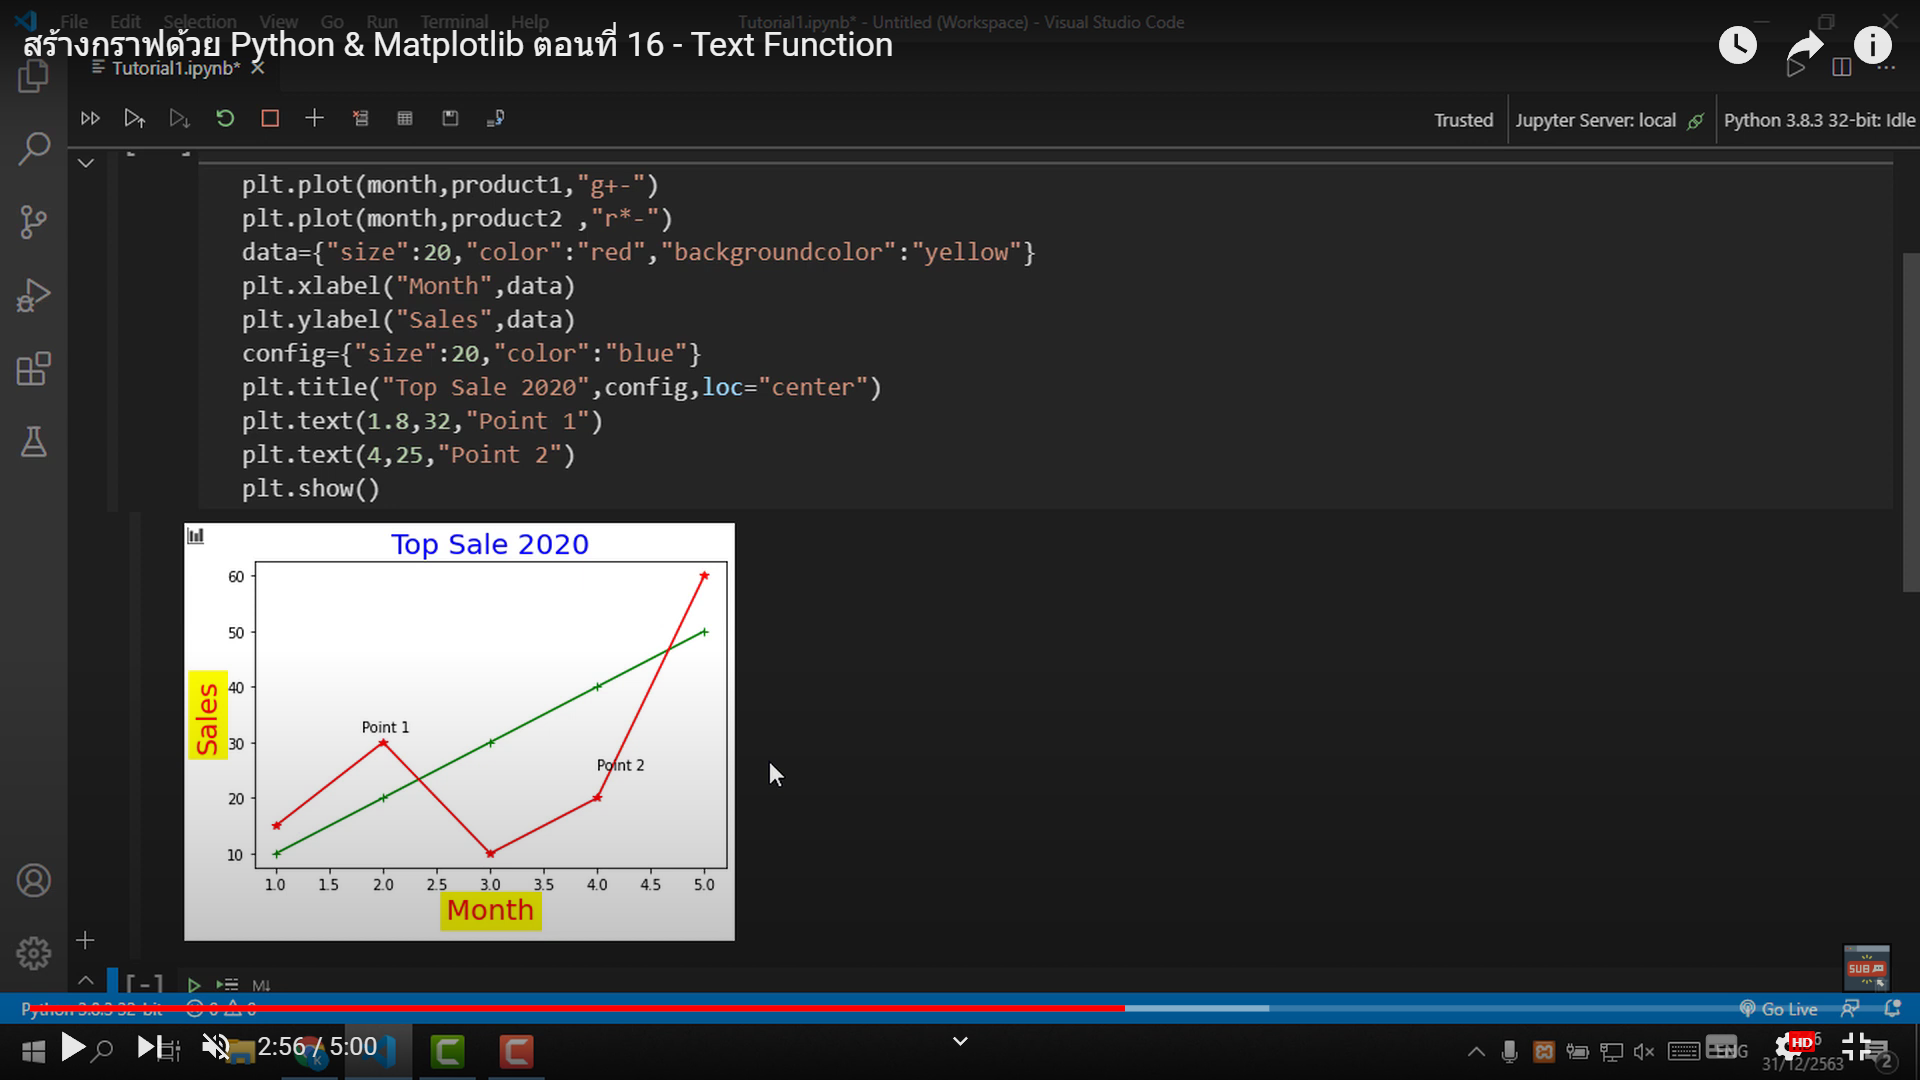 File Edit Selection View Go Run Terminal Help
Tutorial1.ipynb* - Untitled (Workspace) - Visual Studio Code
สร้างกราฟด้วย Python & Matplotlib ตอนที่ 16 - Text Function
Tutorial1.ipynb*
Trusted
Jupyter Server: local
Python 3.8.3 32-bit: Idle
plt.plot(month,product1,"g+-")
plt.plot(month,product2 ,"r*-")
data={"size":20,"color":"red","backgroundcolor":"yellow"}
plt.xlabel("Month",data)
plt.ylabel("Sales",data)
config={"size":20,"color":"blue"}
plt.title("Top Sale 2020",config,loc="center")
plt.text(1.8,32,"Point 1")
plt.text(4,25,"Point 2")
plt.show()
Top Sale 2020
60
50
40
30
20
10
Sales
Point 1
Point 2
1.0 1.5 2.0 2.5 3.0 3.5 4.0 4.5 5.0
Month
[-]
M↓
SUB
Python 3.8.3 32-bit
0 0
Go Live
2:56 / 5:00
ENG
HD
31/12/2563
2